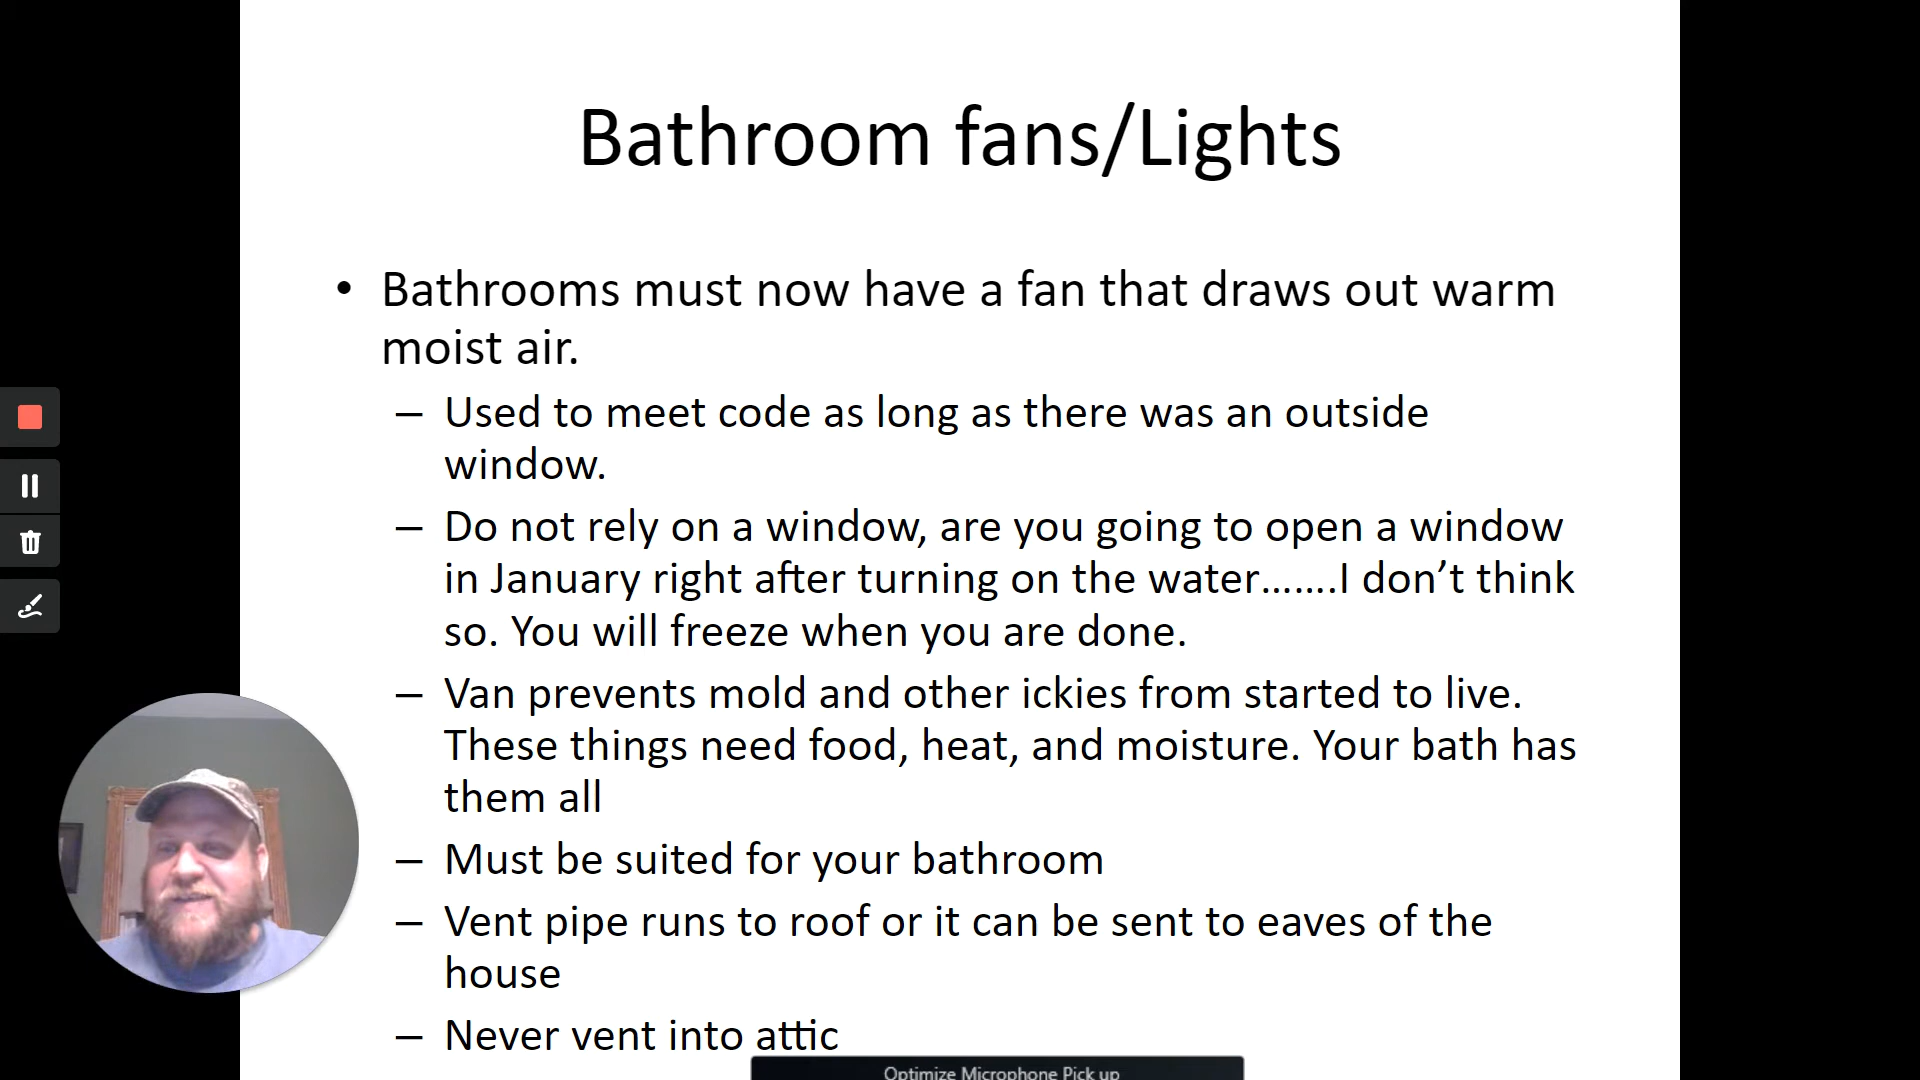 Bathroom fans/Lights
• Bathrooms must now have a fan that draws out warm
moist air.
– Used to meet code as long as there was an outside
window.
– Do not rely on a window, are you going to open a window
in January right after turning on the water…….I don’t think
so. You will freeze when you are done.
– Van prevents mold and other ickies from started to live.
These things need food, heat, and moisture. Your bath has
them all
– Must be suited for your bathroom
– Vent pipe runs to roof or it can be sent to eaves of the
house
– Never vent into attic
Optimize Microphone Pick up